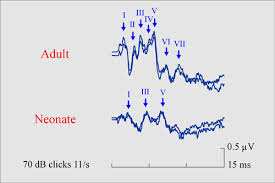 I II III IV V VI VII
Adult
I III V
Neonate
0.5 µV
70 dB clicks 11/s 15 ms